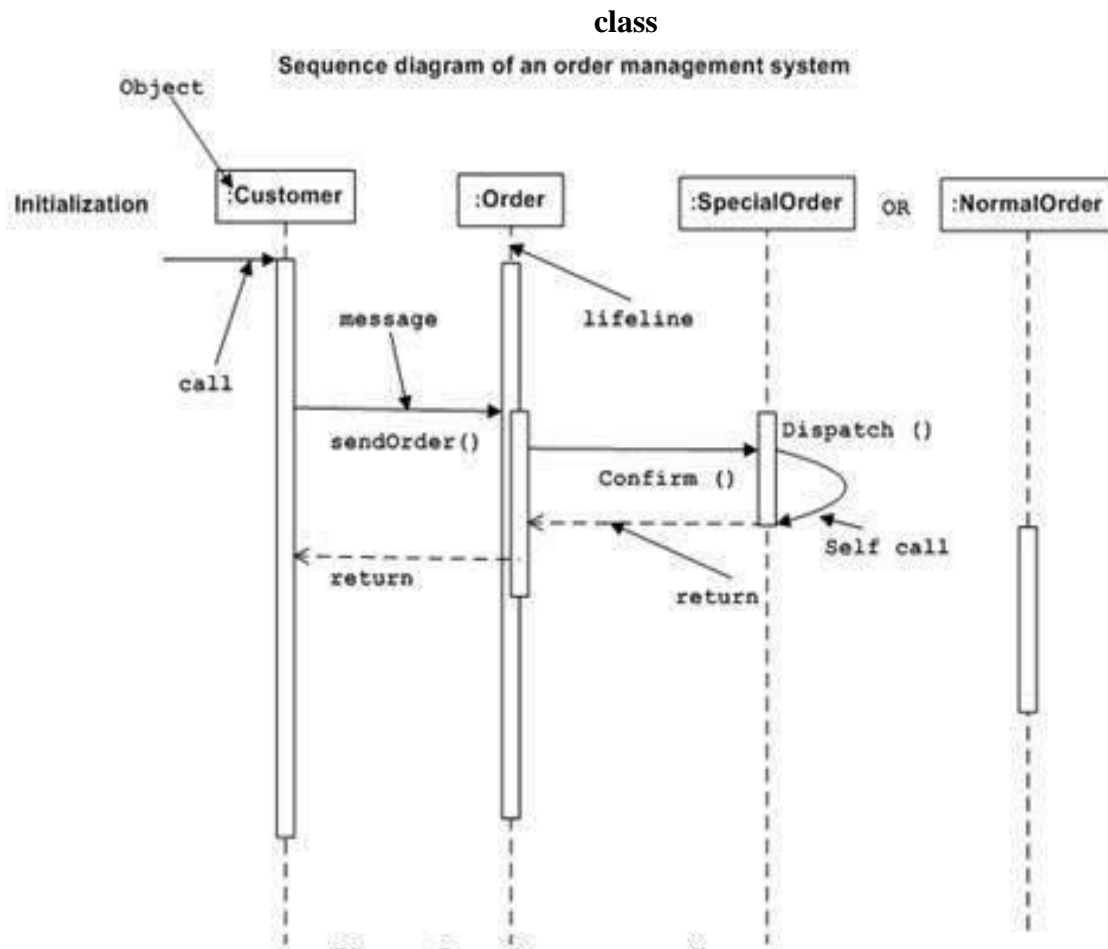 class
Sequence diagram of an order management system
Object
Initialization
:Customer
:Order
:SpecialOrder
OR
:NormalOrder
message
lifeline
call
sendOrder()
Dispatch ()
Confirm ()
Self call
return
return